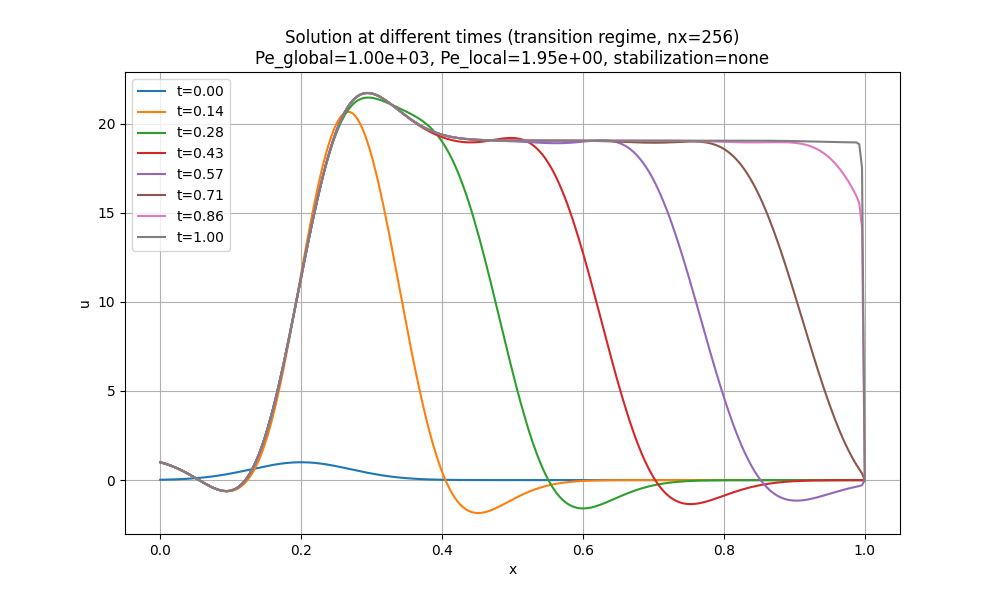 Solution at different times (transition regime, nx=256)
Pe_global=1.00e+03, Pe_local=1.95e+00, stabilization=none
t=0.00
t=0.14
t=0.28
t=0.43
t=0.57
t=0.71
t=0.86
t=1.00
20
15
10
5
0
u
0.0 0.2 0.4 0.6 0.8 1.0
x